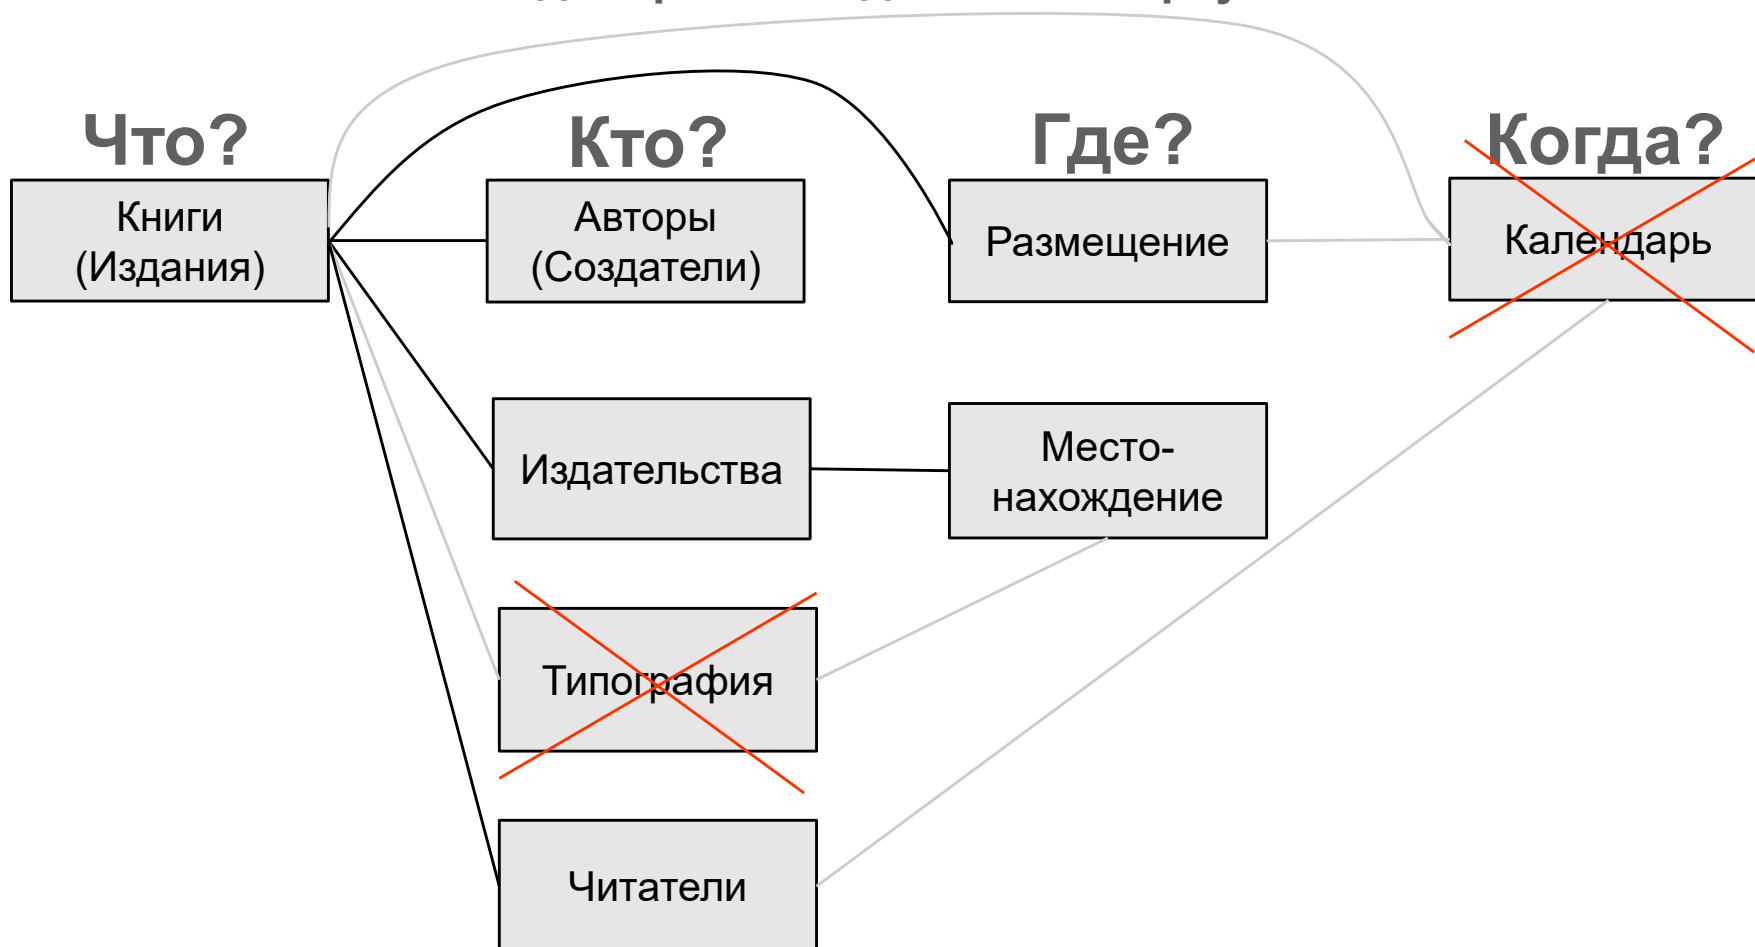 Что?
Кто?
Где?
Когда?
Книги
(Издания)
Авторы
(Создатели)
Размещение
Календарь
Издательства
Место-
нахождение
Типография
Читатели